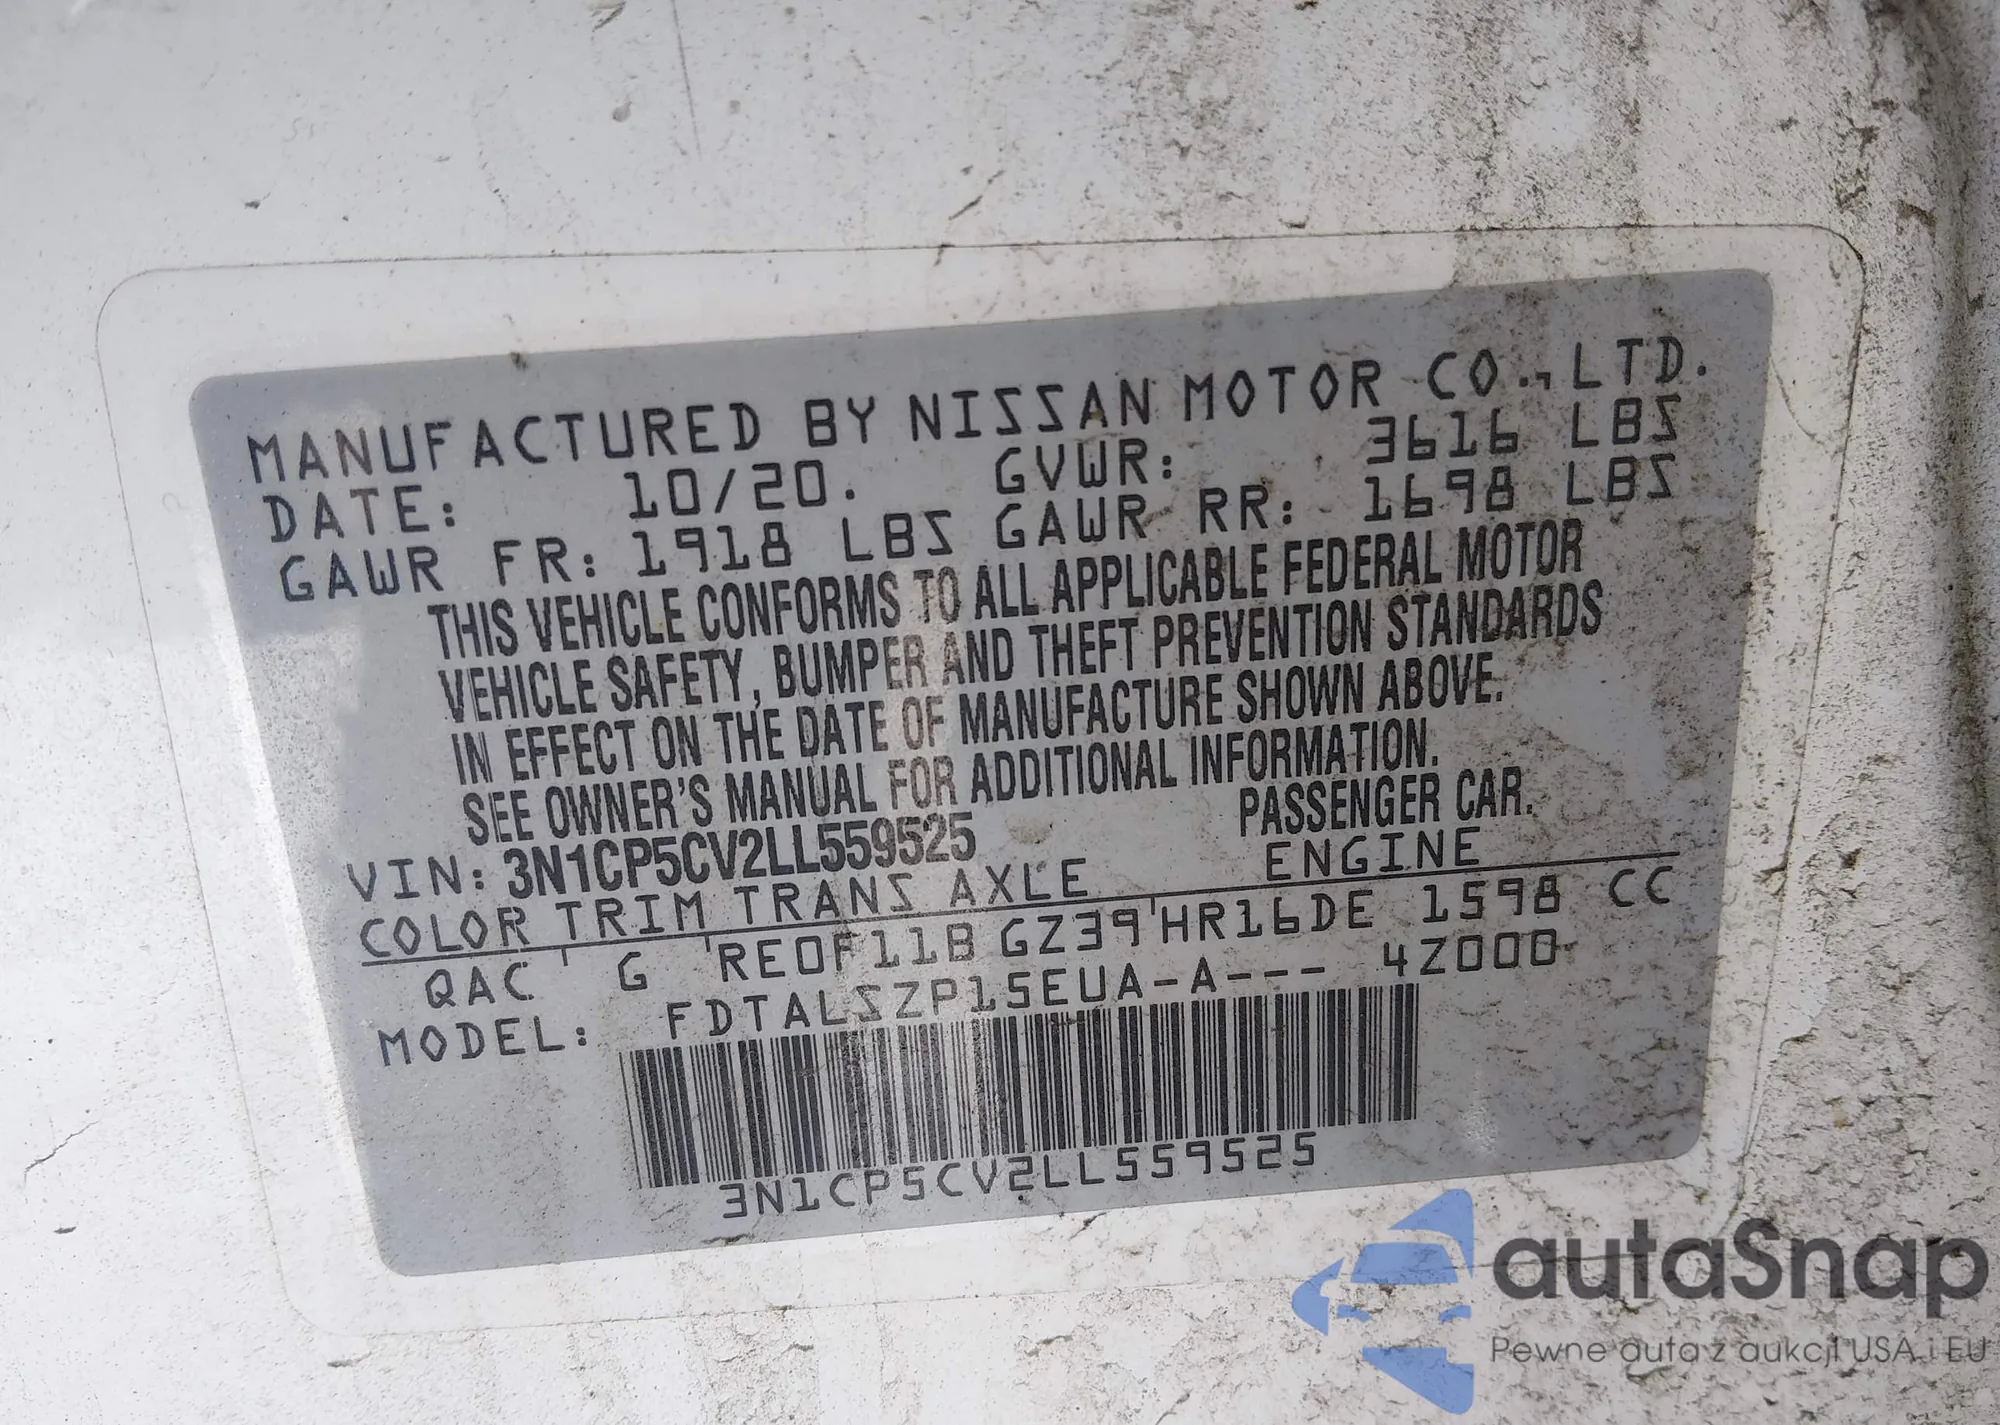 MANUFACTURED BY NISSAN MOTOR CO., LTD.
DATE: 10/20. GVWR: 3616 LBS
GAWR FR: 1918 LBS GAWR RR: 1698 LBS
THIS VEHICLE CONFORMS TO ALL APPLICABLE FEDERAL MOTOR
VEHICLE SAFETY, BUMPER AND THEFT PREVENTION STANDARDS
IN EFFECT ON THE DATE OF MANUFACTURE SHOWN ABOVE.
SEE OWNER'S MANUAL FOR ADDITIONAL INFORMATION.
VIN: 3N1CP5CV2LL559525 PASSENGER CAR.
COLOR TRIM TRANS AXLE ENGINE
QAC G RE0F11B GZ39 HR16DE 1598 CC
MODEL: FDTALSZP15EUA-A--- 4Z000
3N1CP5CV2LL559525
autaSnap
Pewne auta z aukcji USA i EU